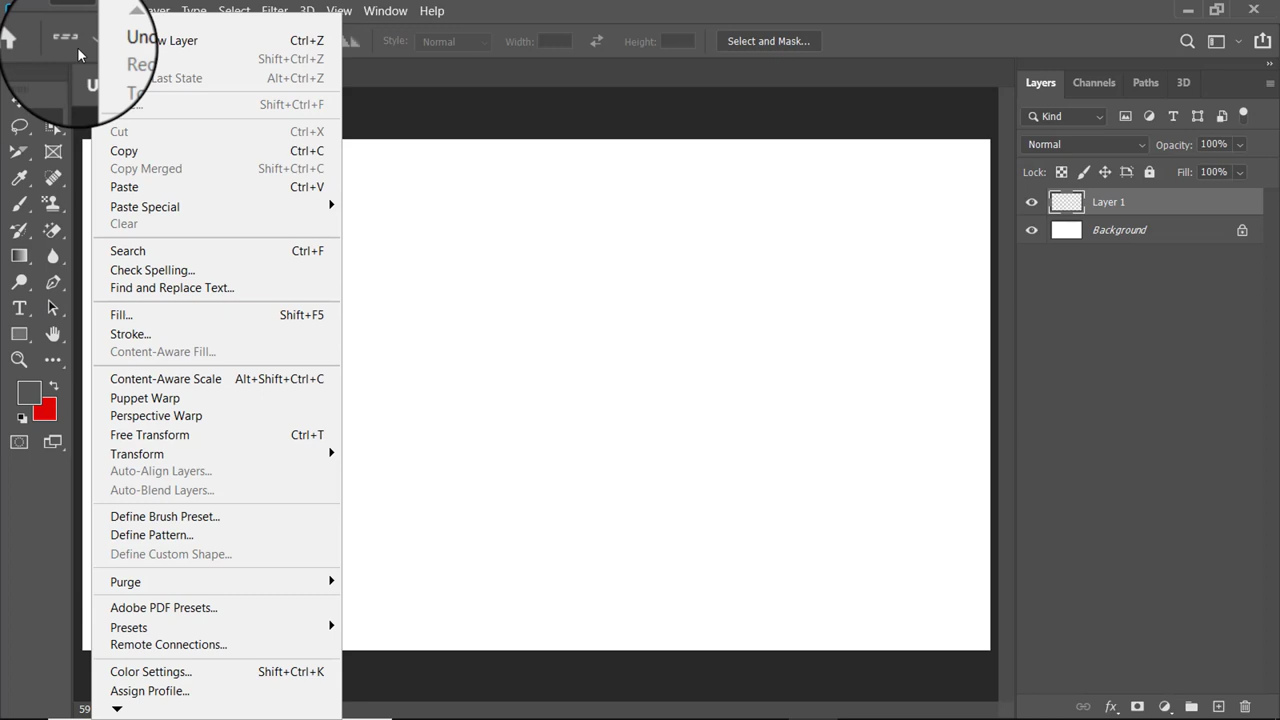 Layer Type Select Filter 3D View Window Help
Style: Normal Width: Height: Select and Mask...
Undo New Layer Ctrl+Z
Shift+Ctrl+Z
Last State Alt+Ctrl+Z
Shift+Ctrl+F
Cut Ctrl+X
Copy Ctrl+C
Copy Merged Shift+Ctrl+C
Paste Ctrl+V
Paste Special
Clear
Search Ctrl+F
Check Spelling...
Find and Replace Text...
Fill... Shift+F5
Stroke...
Content-Aware Fill...
Content-Aware Scale Alt+Shift+Ctrl+C
Puppet Warp
Perspective Warp
Free Transform Ctrl+T
Transform
Auto-Align Layers...
Auto-Blend Layers...
Define Brush Preset...
Define Pattern...
Define Custom Shape...
Purge
Adobe PDF Presets...
Presets
Remote Connections...
Color Settings... Shift+Ctrl+K
Assign Profile...
59
Layers Channels Paths 3D
Kind
Normal Opacity: 100%
Lock: Fill: 100%
Layer 1
Background